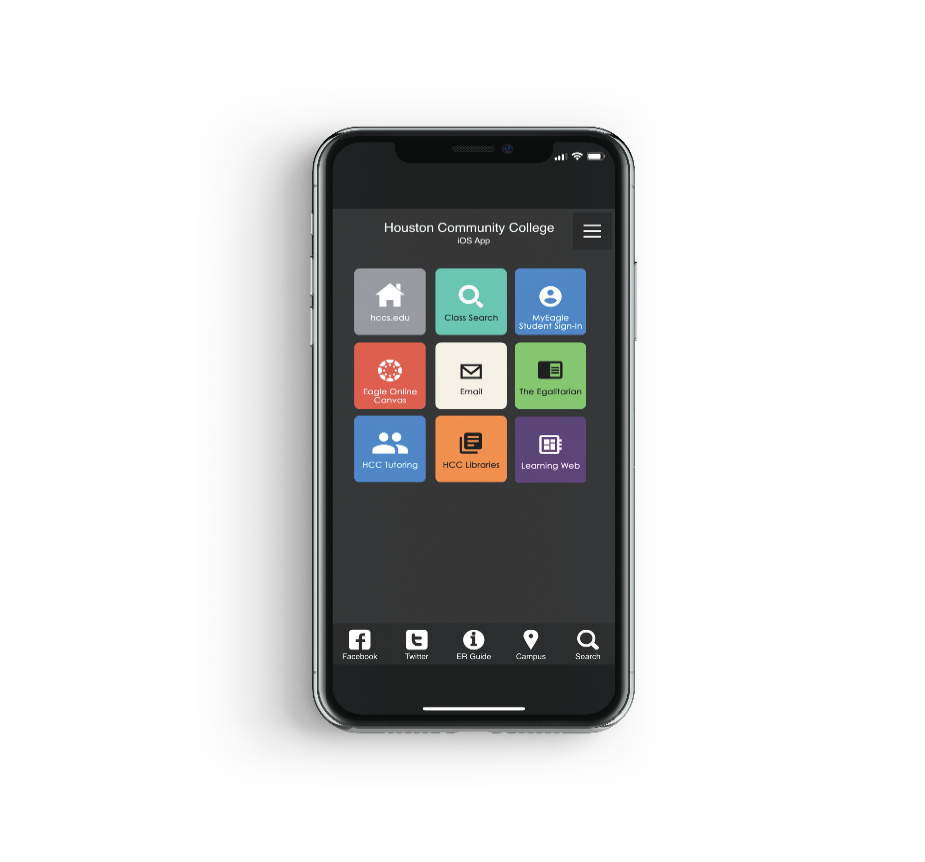 Houston Community College
iOS App
hccs.edu
Class Search
MyEagle
Student Sign-In
Eagle Online
Canvas
Email
The Egalitarian
HCC Tutoring
HCC Libraries
Learning Web
Facebook
Twitter
ER Guide
Campus
Search